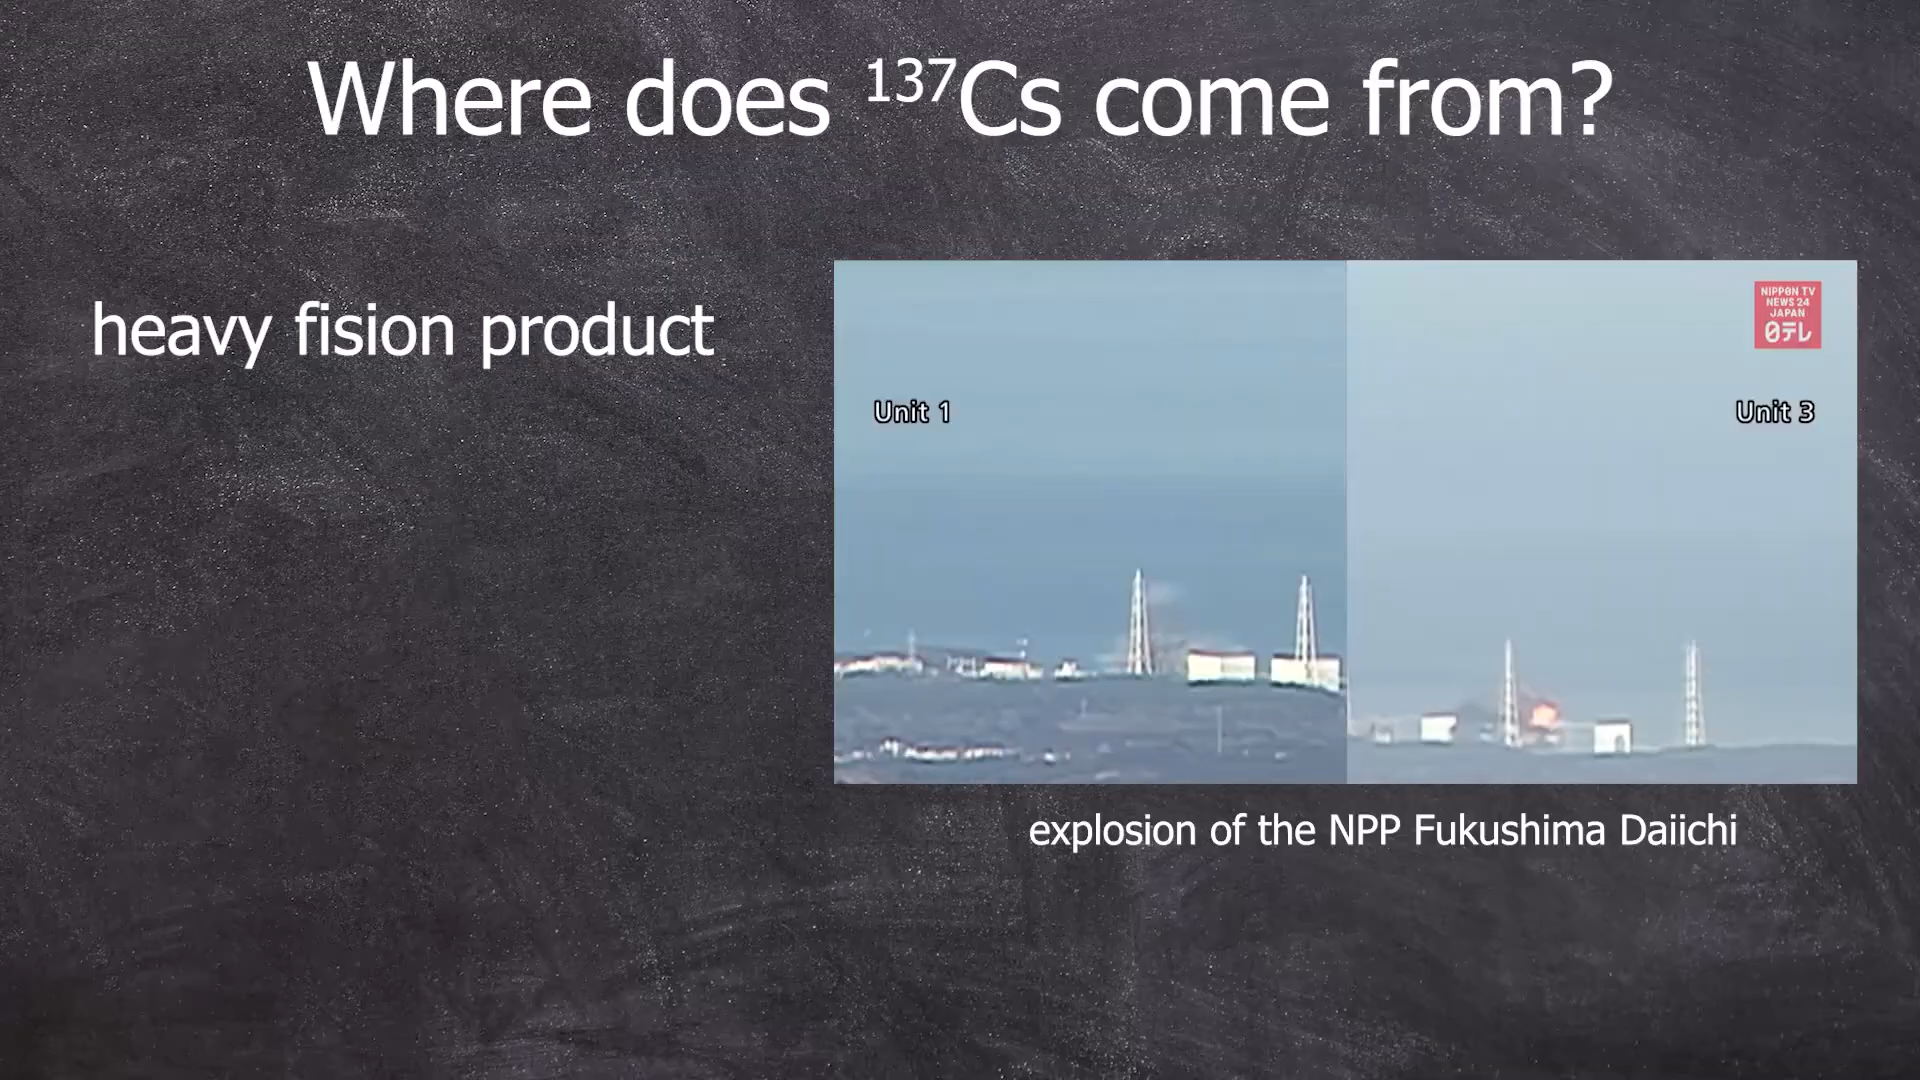 Where does ¹³⁷Cs come from?
heavy fision product
NIPPON TV
NEWS 24
JAPAN
日テレ
Unit 1
Unit 3
explosion of the NPP Fukushima Daiichi